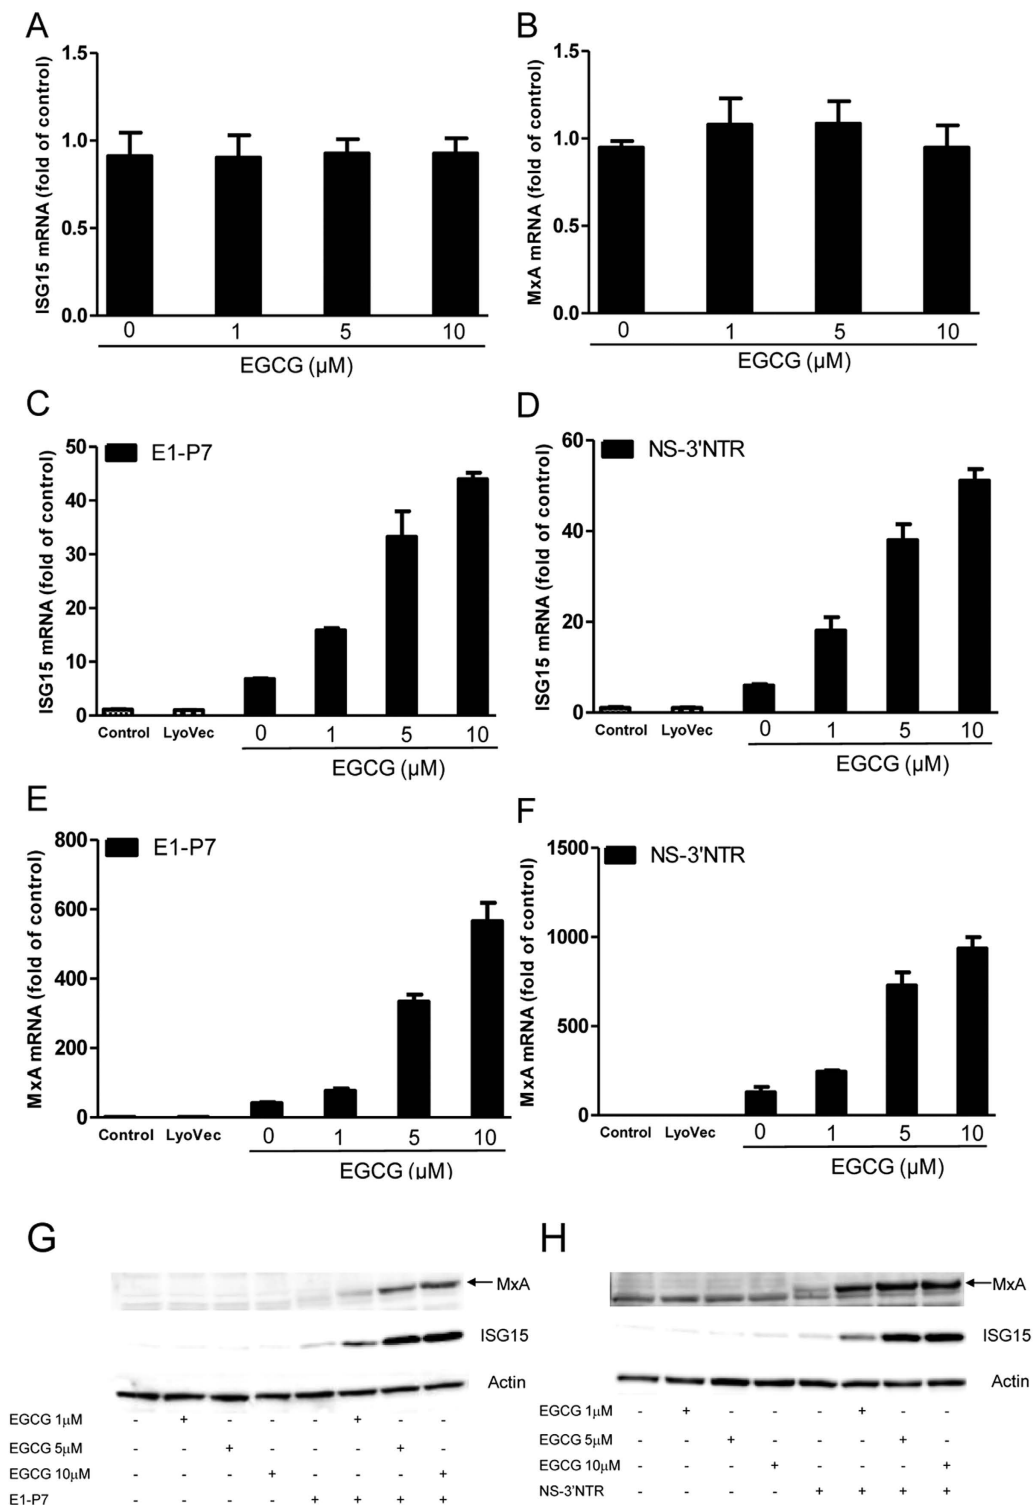 A
ISG15 mRNA (fold of control)
1.5
1.0
0.5
0.0
0 1 5 10
EGCG (µM)
B
MxA mRNA (fold of control)
1.5
1.0
0.5
0.0
0 1 5 10
EGCG (µM)
C
E1-P7
ISG15 mRNA (fold of control)
50
40
30
20
10
0
Control LyoVec 0 1 5 10
EGCG (µM)
D
NS-3'NTR
ISG15 mRNA (fold of control)
60
40
20
0
Control LyoVec 0 1 5 10
EGCG (µM)
E
E1-P7
MxA mRNA (fold of control)
800
600
400
200
0
Control LyoVec 0 1 5 10
EGCG (µM)
F
NS-3'NTR
MxA mRNA (fold of control)
1500
1000
500
0
Control LyoVec 0 1 5 10
EGCG (µM)
G
MxA
ISG15
Actin
EGCG 1µM - + - - - + - -
EGCG 5µM - - + - - - + -
EGCG 10µM - - - + - - - +
E1-P7 - - - - + + + +
H
MxA
ISG15
Actin
EGCG 1µM - + - - - + - -
EGCG 5µM - - + - - - + -
EGCG 10µM - - - + - - - +
NS-3'NTR - - - - + + + +